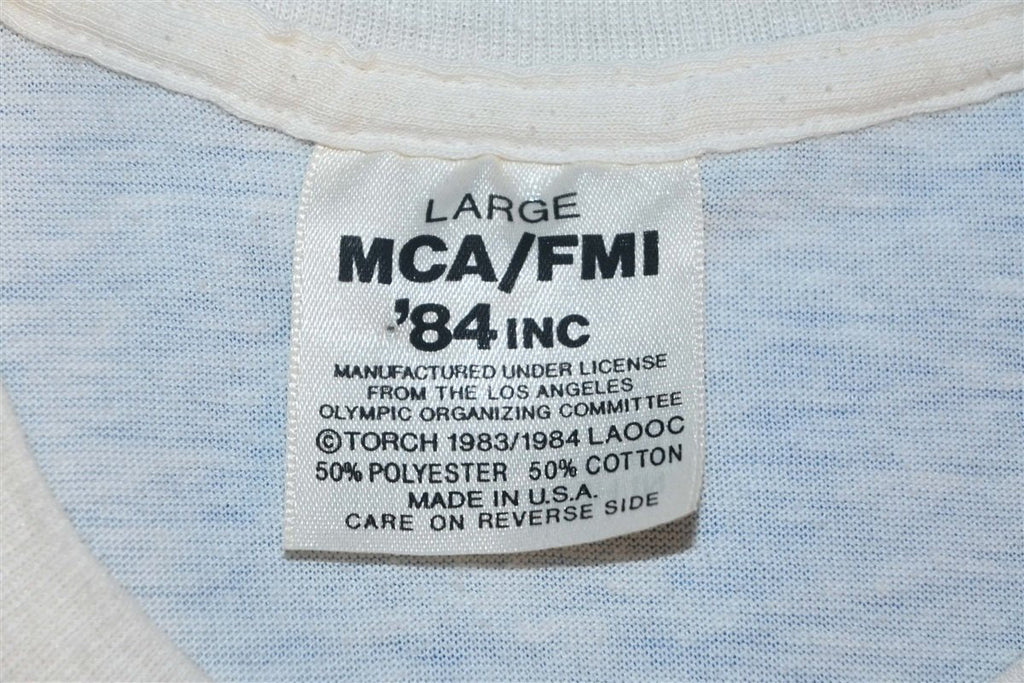 LARGE
MCA/FMI
'84 INC
MANUFACTURED UNDER LICENSE
FROM THE LOS ANGELES
OLYMPIC ORGANIZING COMMITTEE
©TORCH 1983/1984 LAOOC
50% POLYESTER 50% COTTON
MADE IN U.S.A.
CARE ON REVERSE SIDE